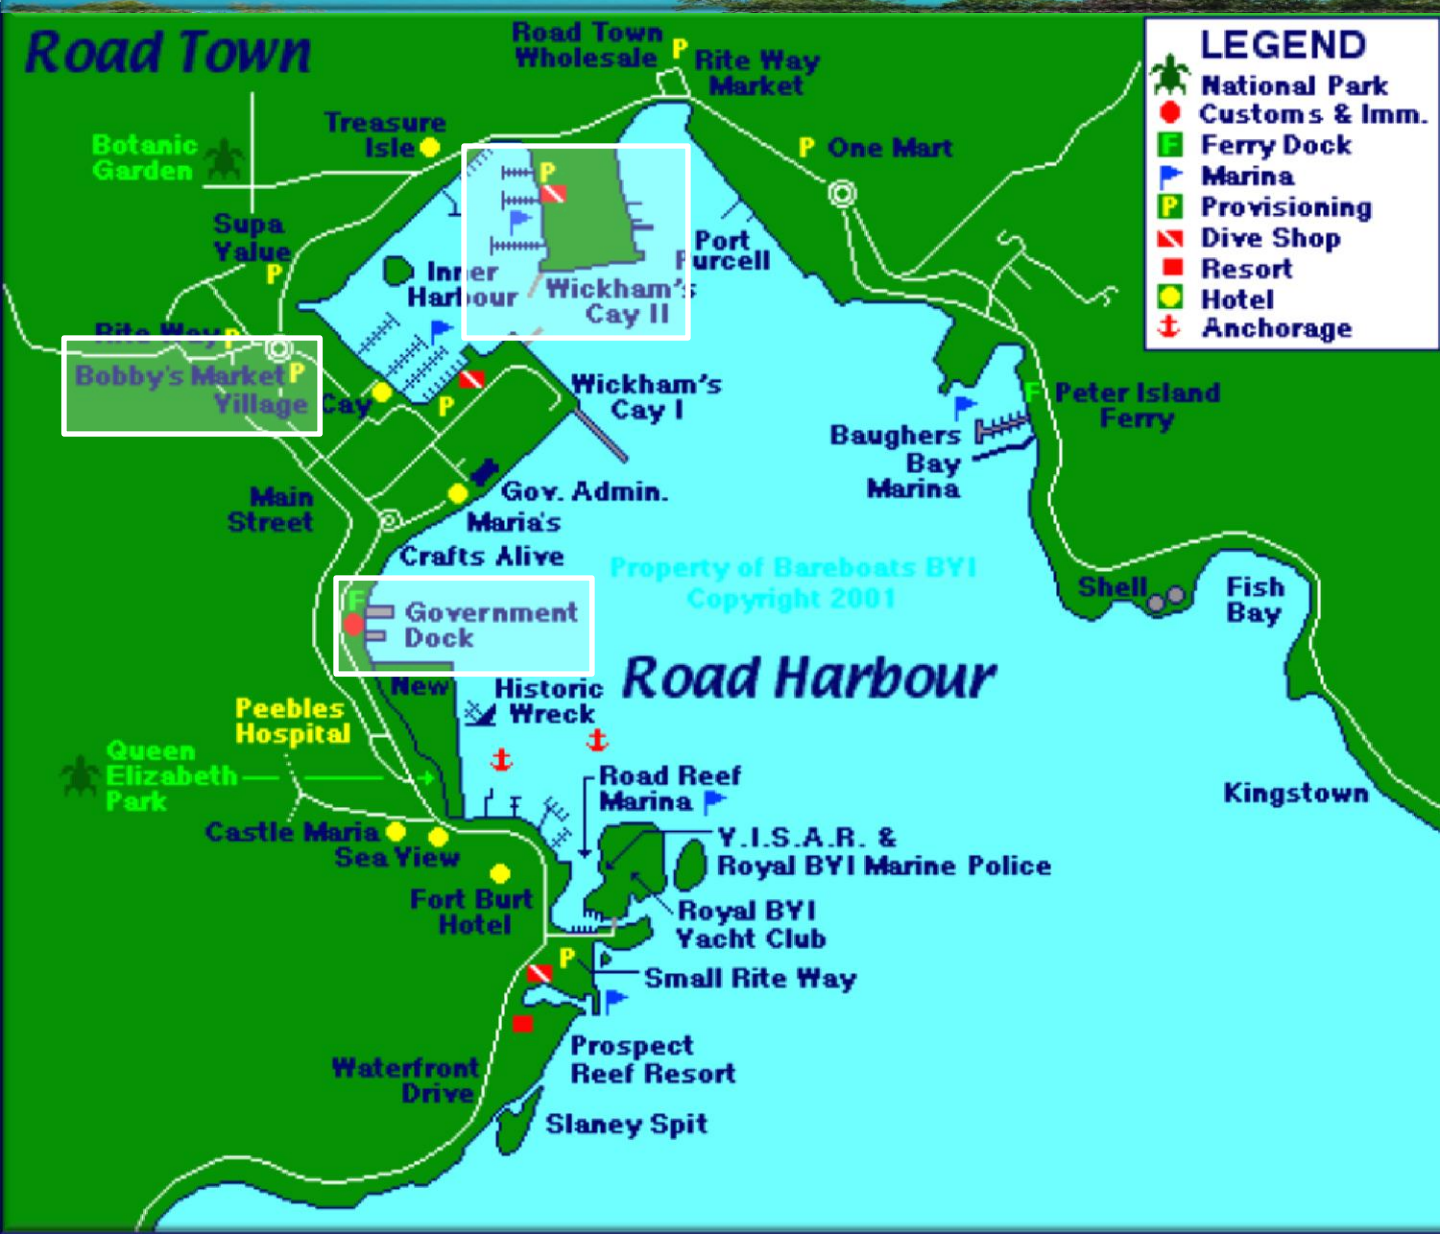 Road Town
Road Town
Wholesale
P
Rite Way
Market
LEGEND
National Park
Customs & Imm.
F Ferry Dock
Marina
P Provisioning
Dive Shop
Resort
Hotel
Anchorage
Treasure
Isle
Botanic
Garden
P One Mart
P
Supa
Value
P
Port
Purcell
Inner
Harbour
Wickham's
Cay II
Rite Way P
Bobby's Market P
Village Cay
P
Wickham's
Cay I
F Peter Island
Ferry
Baughers
Bay
Marina
Main
Street
Gov. Admin.
Maria's
Crafts Alive
Property of Bareboats BVI
Copyright 2001
Shell
Fish
Bay
F
Government
Dock
Road Harbour
New
Historic
Wreck
Peebles
Hospital
Queen
Elizabeth
Park
Road Reef
Marina
Kingstown
Castle Maria
Sea View
V.I.S.A.R. &
Royal BVI Marine Police
Fort Burt
Hotel
Royal BVI
Yacht Club
P
Small Rite Way
Prospect
Reef Resort
Waterfront
Drive
Slaney Spit